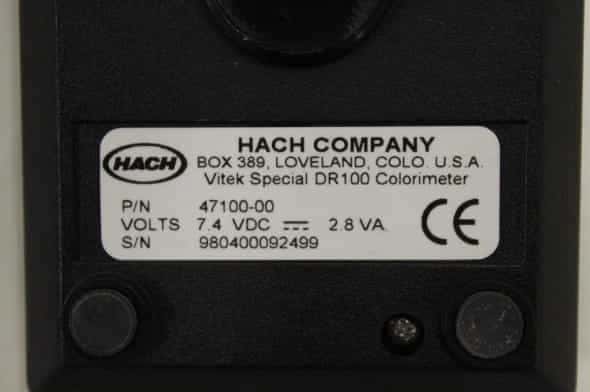 HACH COMPANY
HACH BOX 389, LOVELAND, COLO. U.S.A.
Vitek Special DR100 Colorimeter
P/N 47100-00
VOLTS 7.4 VDC ⎓ 2.8 VA.
S/N 980400092499
CE